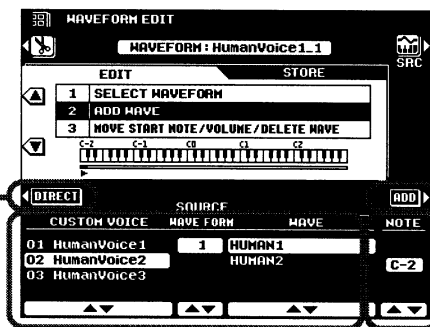 WAVEFORM EDIT
WAVEFORM : HumanVoice1_1
SRC
EDIT STORE
1 SELECT WAVEFORM
2 ADD WAVE
3 MOVE START NOTE/VOLUME/DELETE WAVE
C-2 C-1 C0 C1 C2
DIRECT ADD
SOURCE
CUSTOM VOICE WAVE FORM WAVE NOTE
01 HumanVoice1 1 HUMAN1
02 HumanVoice2 HUMAN2 C-2
03 HumanVoice3